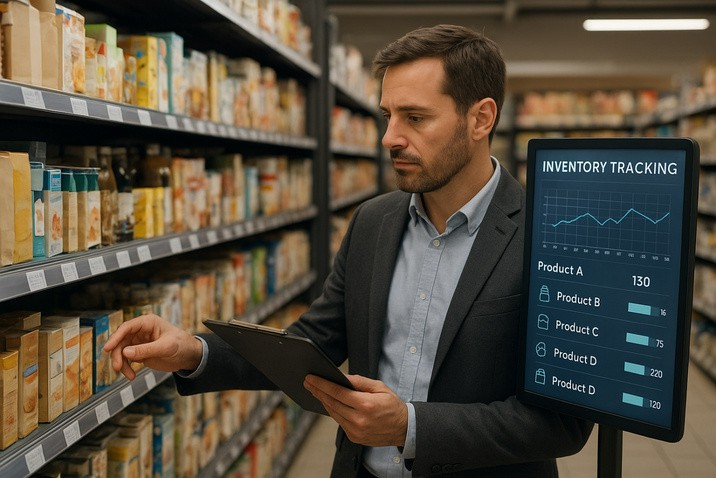 INVENTORY TRACKING
Product A 130
Product B 16
Product C 75
Product D 220
Product D 120